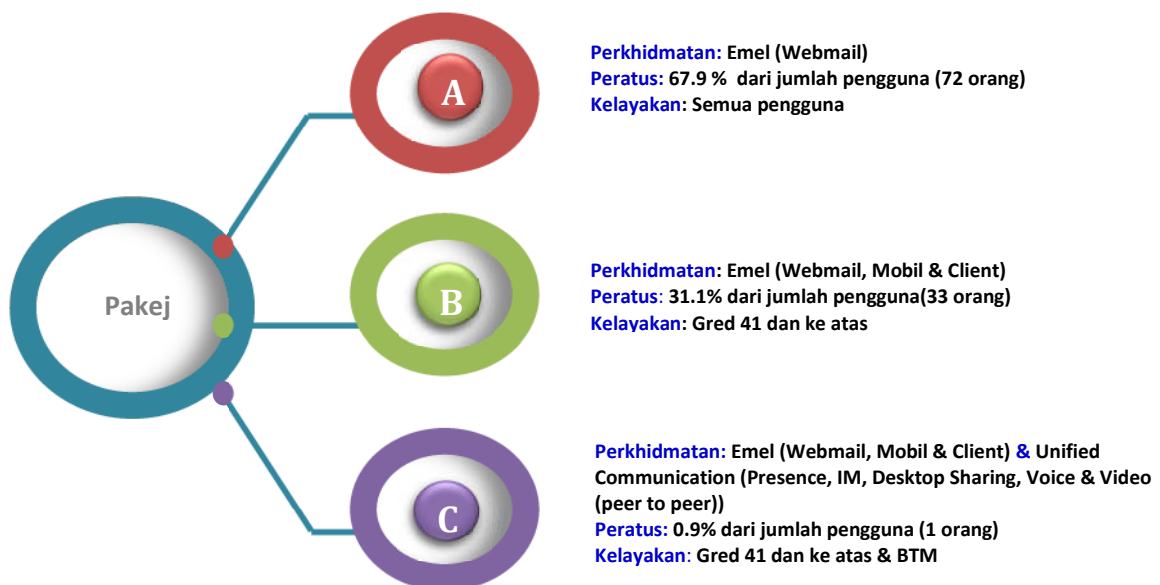 Pakej
A
Perkhidmatan: Emel (Webmail)
Peratus: 67.9 % dari jumlah pengguna (72 orang)
Kelayakan: Semua pengguna
B
Perkhidmatan: Emel (Webmail, Mobil & Client)
Peratus: 31.1% dari jumlah pengguna(33 orang)
Kelayakan: Gred 41 dan ke atas
C
Perkhidmatan: Emel (Webmail, Mobil & Client) & Unified
Communication (Presence, IM, Desktop Sharing, Voice & Video
(peer to peer))
Peratus: 0.9% dari jumlah pengguna (1 orang)
Kelayakan: Gred 41 dan ke atas & BTM